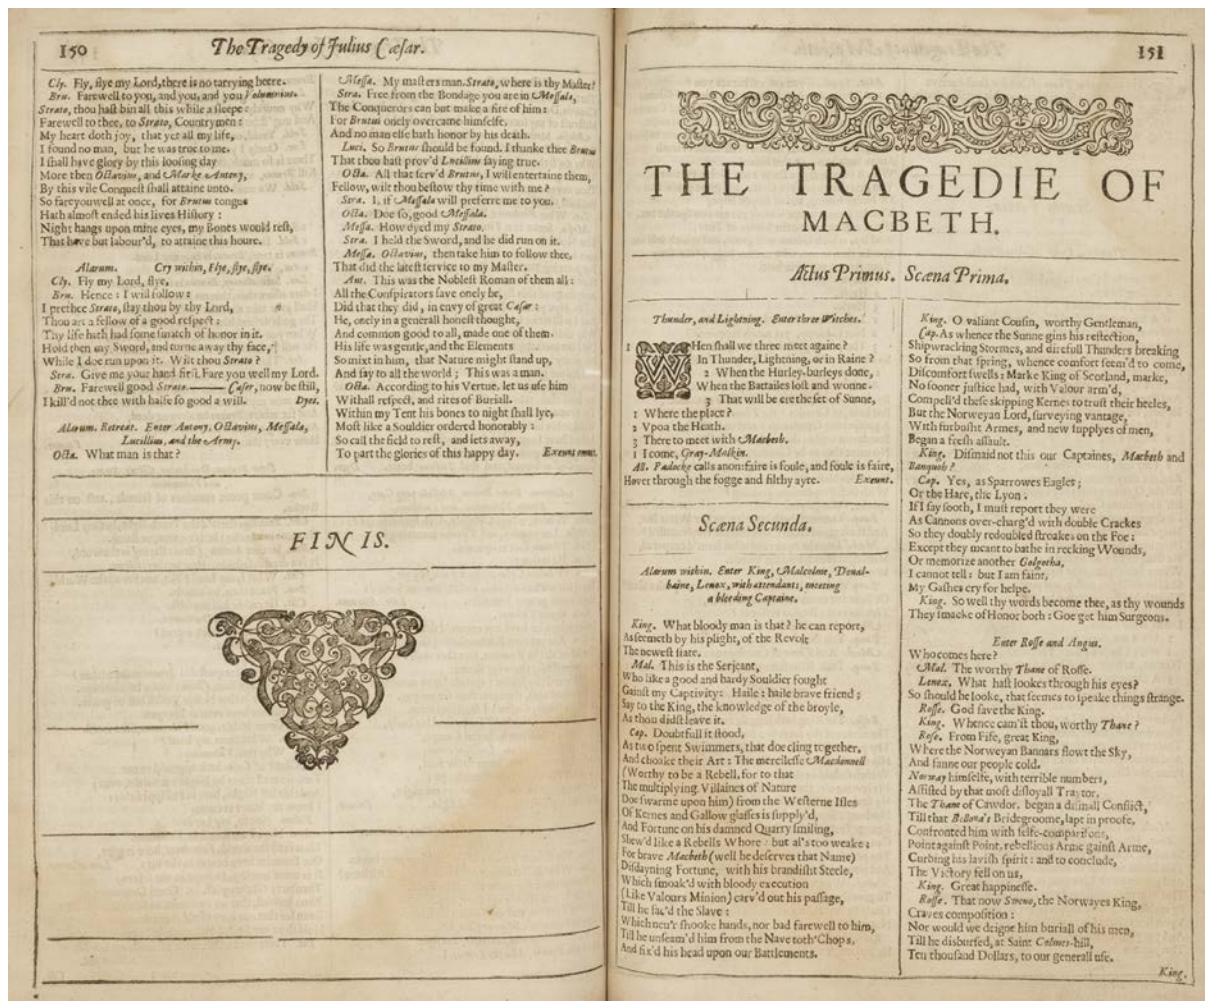 150
The Tragedy of Julius Cæsar.
Cly. Fly, flye my Lord, there is no tarrying heere.
Bru. Farewell to you, and you, and you Volumnius.
Strato, thou haſt bin all this while aſleepe:
Farewell to thee, to Strato, Countrymen:
My heart doth joy, that yet all my life,
I found no man, but he was true to me.
I ſhall have glory by this looſing day
More then Octavius, and Marke Antony,
By this vile Conqueſt ſhall attaine unto.
So fare you well at once, for Brutus tongue
Hath almoſt ended his lives Hiſtory:
Night hangs upon mine eyes, my Bones would reſt,
That have but labour'd, to attaine this houre.
Alarum. Cry within, Flye, flye, flye.
Cly. Fly my Lord, flye.
Bru. Hence: I will follow:
I prethee Strato, ſtay thou by thy Lord,
Thou art a fellow of a good reſpect:
Thy life hath had ſome ſmatch of honor in it.
Hold then my Sword, and turne away thy face,
While I doe run upon it. Wilt thou Strato?
Stra. Give me your hand firſt. Fare you well my Lord.
Bru. Farewell good Strato.—— Cæſer, now be ſtill,
I kill'd not thee with halfe ſo good a will. Dyes.
Alarum. Retreat. Enter Antony, Octavius, Meſſala,
Lucillius, and the Army.
Octa. What man is that?
Meſſa. My maſters man. Strato, where is thy Maſter?
Stra. Free from the Bondage you are in Meſſala,
The Conquerors can but make a fire of him:
For Brutus onely overcame himſelfe,
And no man elſe hath honor by his death.
Luci. So Brutus ſhould be found. I thanke thee Brutus
That thou haſt prov'd Lucillius ſaying true.
Octa. All that ſerv'd Brutus, I will entertaine them,
Fellow, wilt thou beſtow thy time with me?
Stra. I, if Meſſala will preferre me to you.
Octa. Doe ſo, good Meſſala.
Meſſa. How dyed my Strato.
Stra. I held the Sword, and he did run on it.
Meſſa. Octavius, then take him to follow thee,
That did the lateſt ſervice to my Maſter.
Ant. This was the Nobleſt Roman of them all:
All the Conſpirators ſave onely he,
Did that they did, in envy of great Cæſar:
He, onely in a generall honeſt thought,
And common good to all, made one of them.
His life was gentle, and the Elements
So mixt in him, that Nature might ſtand up,
And ſay to all the world; This was a man.
Octa. According to his Vertue, let us uſe him
Withall reſpect, and rites of Buriall.
Within my Tent his bones to night ſhall lye,
Moſt like a Souldier ordered honorably:
So call the field to reſt, and lets away,
To part the glories of this happy day. Exeunt omnes.
FINIS.
151
THE TRAGEDIE OF
MACBETH.
Actus Primus. Scæna Prima.
Thunder, and Lightning. Enter three Witches.
1 WHen ſhall we three meet againe?
In Thunder, Lightning, or in Raine?
2 When the Hurley-burleys done,
When the Battailes loſt and wonne.
3 That will be ere the ſet of Sunne,
1 Where the place?
2 Vpon the Heath.
3 There to meet with Macbeth.
1 I come, Gray-Malkin.
All. Padocke calls anon: faire is foule, and foule is faire,
Hover through the fogge and filthy ayre. Exeunt.
Scæna Secunda.
Alarum within. Enter King, Malcolme, Donal-
baine, Lenox, with attendants, meeting
a bleeding Captaine.
King. What bloody man is that? he can report,
As ſeemeth by his plight, of the Revolt
The neweſt ſtate.
Mal. This is the Serjeant,
Who like a good and hardy Souldier fought
Gainſt my Captivity: Haile: haile brave friend;
Say to the King, the knowledge of the broyle,
As thou didſt leave it.
Cap. Doubtfull it ſtood,
As two ſpent Swimmers, that doe cling together,
And choake their Art: The mercileſſe Macdonnell
(Worthy to be a Rebell, for to that
The multiplying Villaines of Nature
Doe ſwarme upon him) from the Weſterne Iſles
Of Kernes and Gallow glaſſes is ſupply'd,
And Fortune on his damned Quarry ſmiling,
Shew'd like a Rebells Whore: but al's too weake:
For brave Macbeth (well he deſerves that Name)
Diſdayning Fortune, with his brandiſht Steele,
Which ſmoak'd with bloody execution
(Like Valours Minion) carv'd out his paſſage,
Till he fac'd the Slave:
Which nev'r ſhooke hands, nor bad farewell to him,
Till he unſeam'd him from the Nave toth'Chops,
And fix'd his head upon our Battlements.
King. O valiant Couſin, worthy Gentleman,
Cap. As whence the Sunne gins his reflection,
Shipwracking Stormes, and direfull Thunders breaking
So from that ſpring, whence comfort ſeem'd to come,
Diſcomfort ſwells: Marke King of Scotland, marke,
No ſooner juſtice had, with Valour arm'd,
Compell'd theſe skipping Kernes to truſt their heeles,
But the Norweyan Lord, ſurveying vantage,
With furbuſht Armes, and new ſupplyes of men,
Began a freſh aſſault.
King. Diſmaid not this our Captaines, Macbeth and
Banquoh?
Cap. Yes, as Sparrowes Eagles;
Or the Hare, the Lyon:
If I ſay ſooth, I muſt report they were
As Cannons over-charg'd with double Crackes
So they doubly redoubled ſtroakes on the Foe:
Except they meant to bathe in reeking Wounds,
Or memorize another Golgotha,
I cannot tell: but I am faint,
My Gaſhes cry for helpe.
King. So well thy words become thee, as thy wounds
They ſmacke of Honor both: Goe get him Surgeons.
Enter Roſſe and Angus.
Who comes here?
Mal. The worthy Thane of Roſſe.
Lenox. What haſt lookes through his eyes?
So ſhould he looke, that ſeemes to ſpeake things ſtrange.
Roſſe. God ſave the King.
King. Whence cam'ſt thou, worthy Thane?
Roſe. From Fife, great King,
Where the Norweyan Banners flowt the Sky,
And fanne our people cold.
Norway himſelfe, with terrible numbers,
Aſſiſted by that moſt diſloyall Traytor,
The Thane of Cawdor, began a diſmall Conflict,
Till that Bellona's Bridegroome, lapt in proofe,
Confronted him with ſelfe-compariſons,
Point againſt Point, rebellious Arme gainſt Arme,
Curbing his laviſh ſpirit: and to conclude,
The Victory fell on us,
King. Great happineſſe.
Roſſe. That now Sweno, the Norwayes King,
Craves compoſition:
Nor would we deigne him buriall of his men,
Till he disburſed, at Saint Colmes-hill,
Ten thouſand Dollars, to our generall uſe.
King.